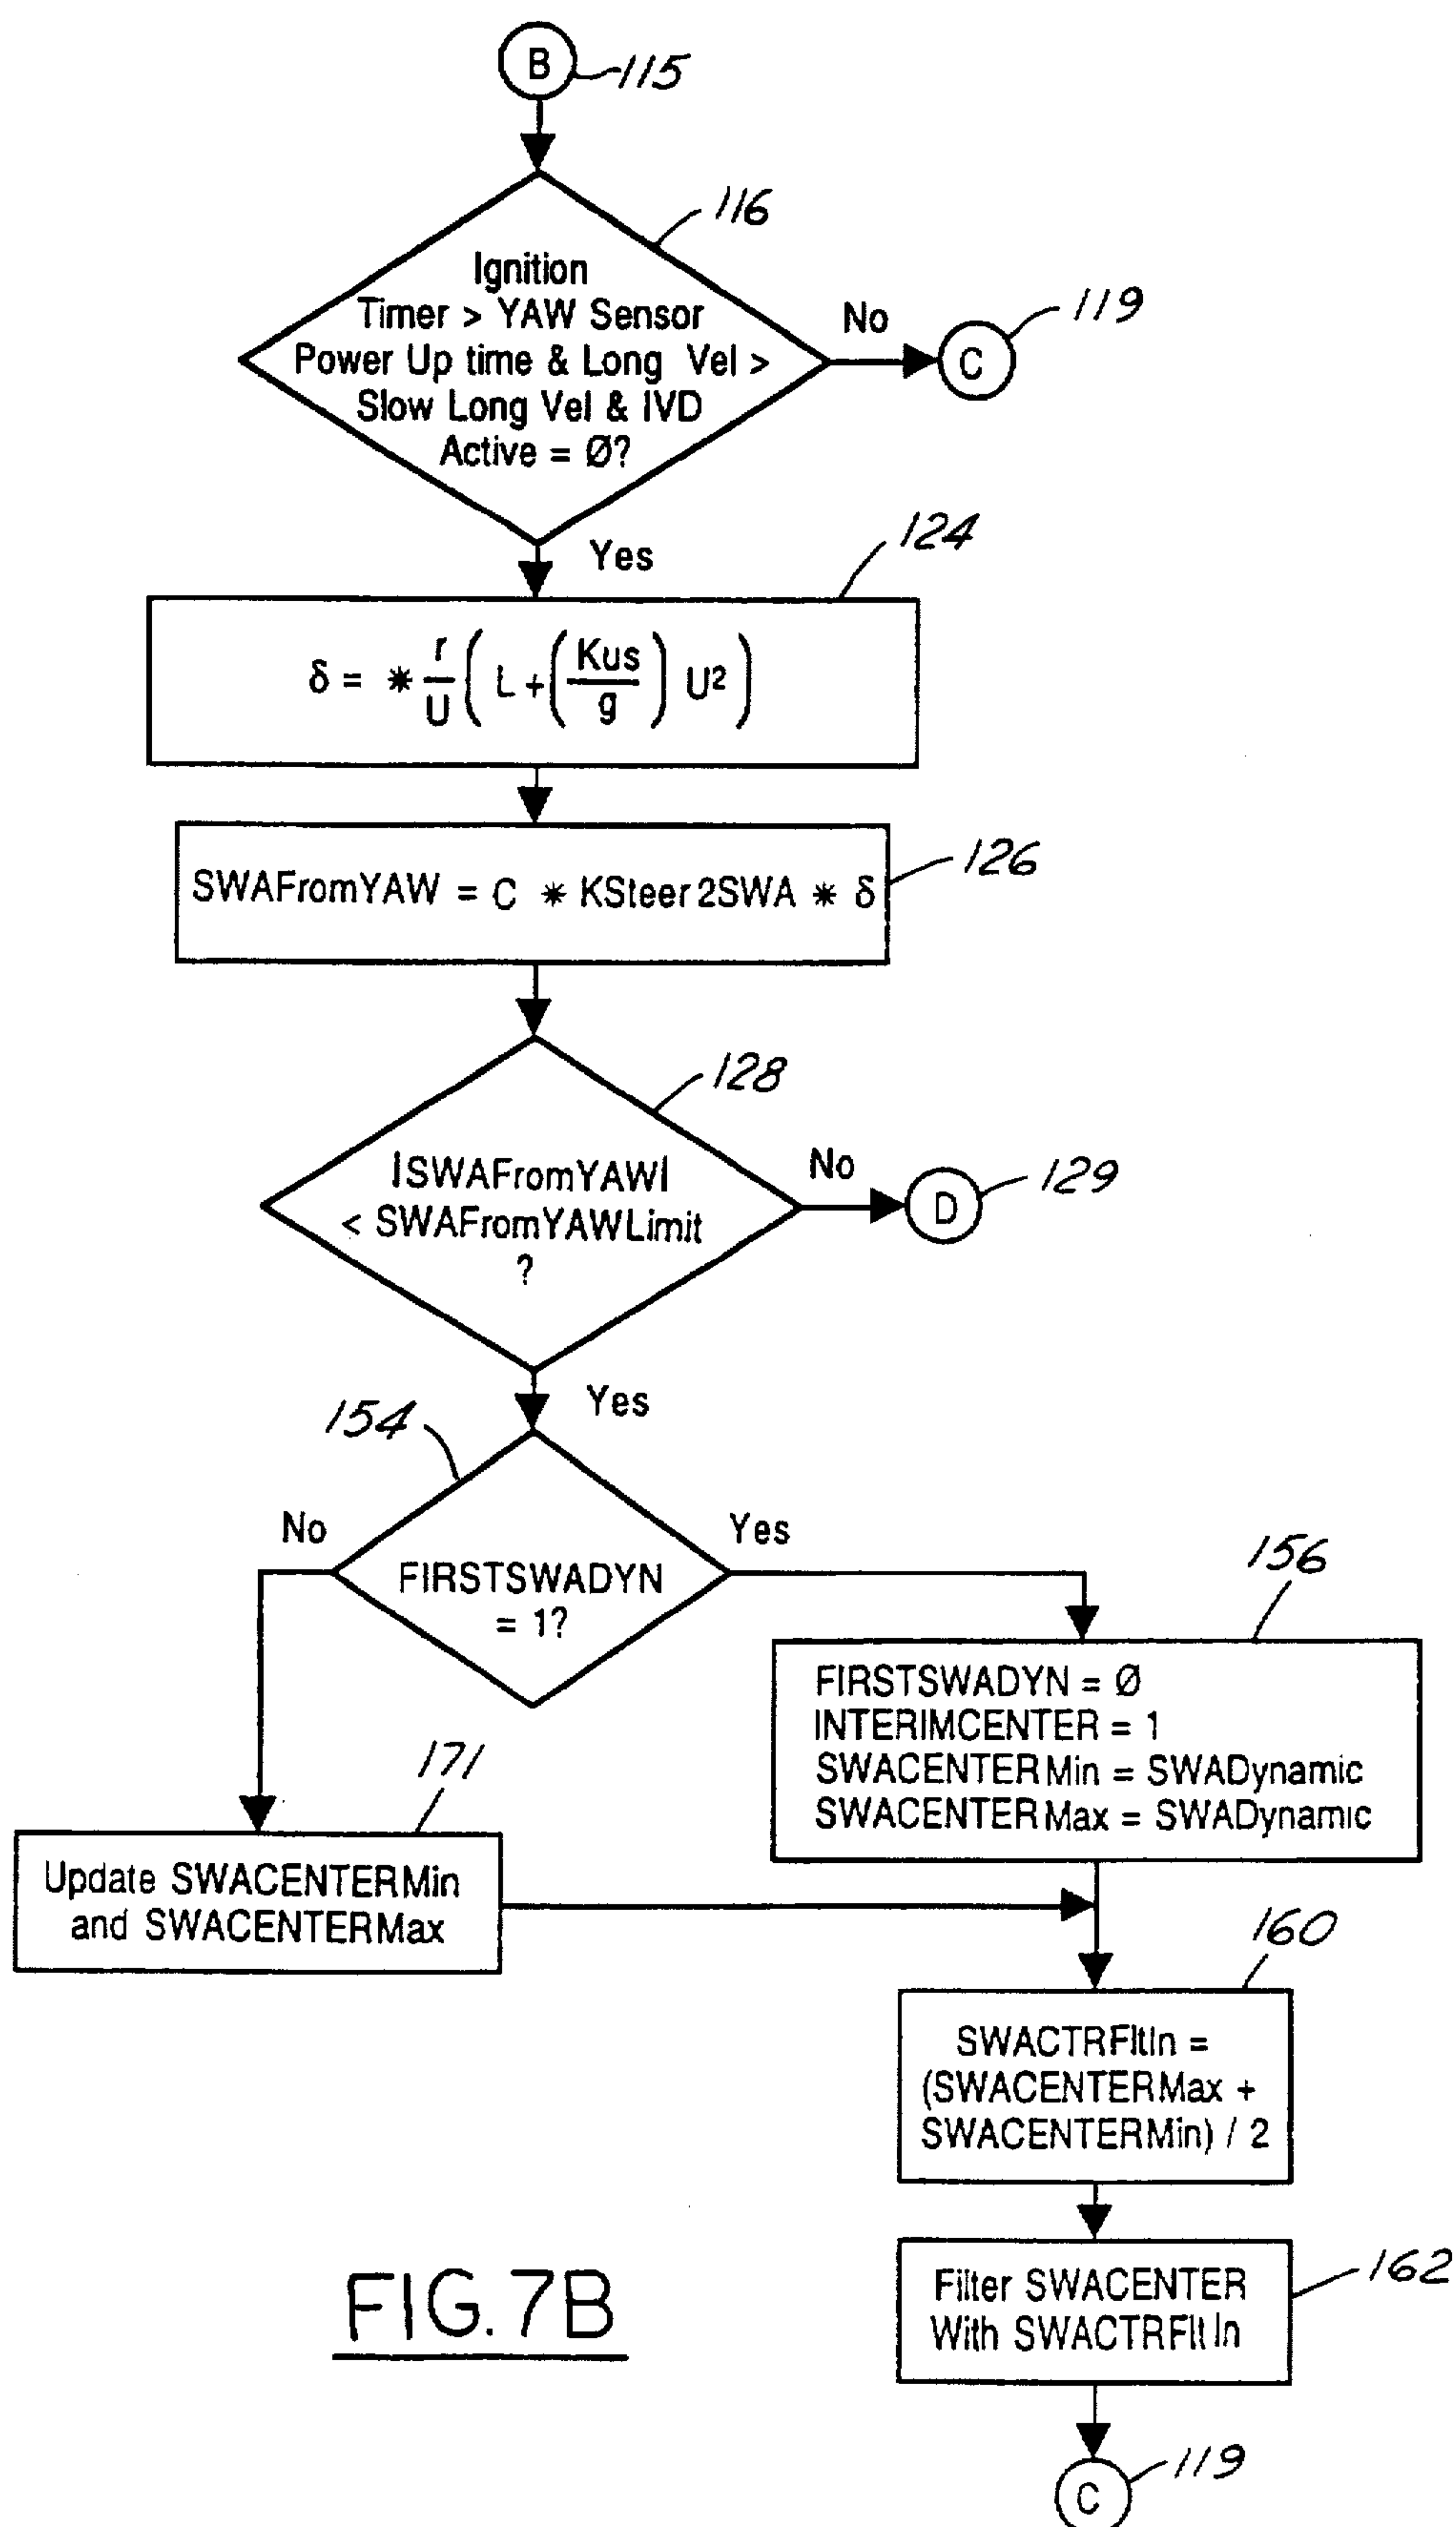 B
115
116
Ignition
Timer > YAW Sensor
Power Up time & Long Vel >
Slow Long Vel & IVD
Active = Ø?
No
C
119
Yes
124
δ = * r/U ( L + ( Kus/g ) U² )
126
SWAFromYAW = C * KSteer2SWA * δ
128
|SWAFromYAW|
< SWAFromYAWLimit
?
No
D
129
Yes
154
No
Yes
FIRSTSWADYN
= 1?
156
FIRSTSWADYN = Ø
INTERIMCENTER = 1
SWACENTERMin = SWADynamic
SWACENTERMax = SWADynamic
171
Update SWACENTERMin
and SWACENTERMax
160
SWACTRFltIn =
(SWACENTERMax +
SWACENTERMin) / 2
162
Filter SWACENTER
With SWACTRFltIn
FIG.7B
C
119